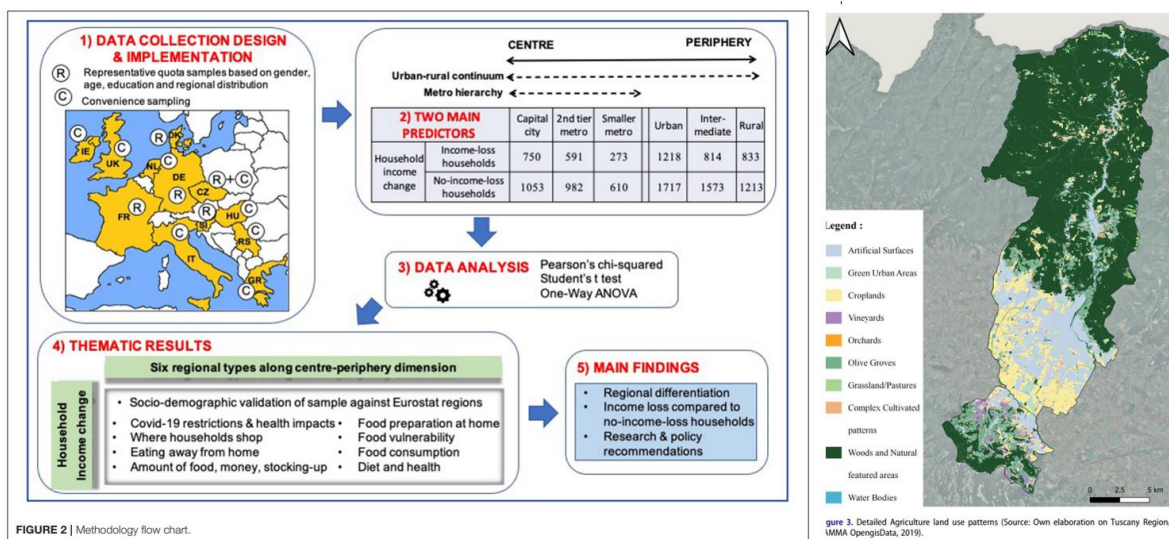 1) DATA COLLECTION DESIGN
& IMPLEMENTATION
R Representative quota samples based on gender,
age, education and regional distribution
C Convenience sampling
C
IE
C
UK
R
DK
NL
C
DE
R
R + C
CZ
R
FR
R
C
HU
SI
C
C
RS
IT
GR
C
CENTRE PERIPHERY
Urban-rural continuum
Metro hierarchy
2) TWO MAIN
PREDICTORS
Capital
city
2nd tier
metro
Smaller
metro
Urban
Inter-
mediate
Rural
Household
income
change
Income-loss
households
750 591 273 1218 814 833
No-income-loss
households
1053 982 610 1717 1573 1213
3) DATA ANALYSIS
Pearson's chi-squared
Student's t test
One-Way ANOVA
4) THEMATIC RESULTS
Six regional types along centre-periphery dimension
Household
Income change
• Socio-demographic validation of sample against Eurostat regions
• Covid-19 restrictions & health impacts
• Where households shop
• Eating away from home
• Amount of food, money, stocking-up
• Food preparation at home
• Food vulnerability
• Food consumption
• Diet and health
5) MAIN FINDINGS
• Regional differentiation
• Income loss compared to
no-income-loss households
• Research & policy
recommendations
FIGURE 2 | Methodology flow chart.
Legend :
Artificial Surfaces
Green Urban Areas
Croplands
Vineyards
Orchards
Olive Groves
Grassland/Pastures
Complex Cultivated
patterns
Woods and Natural
featured areas
Water Bodies
0 2.5 5 km
gure 3. Detailed Agriculture land use patterns (Source: Own elaboration on Tuscany Region,
AMMA OpengisData, 2019).